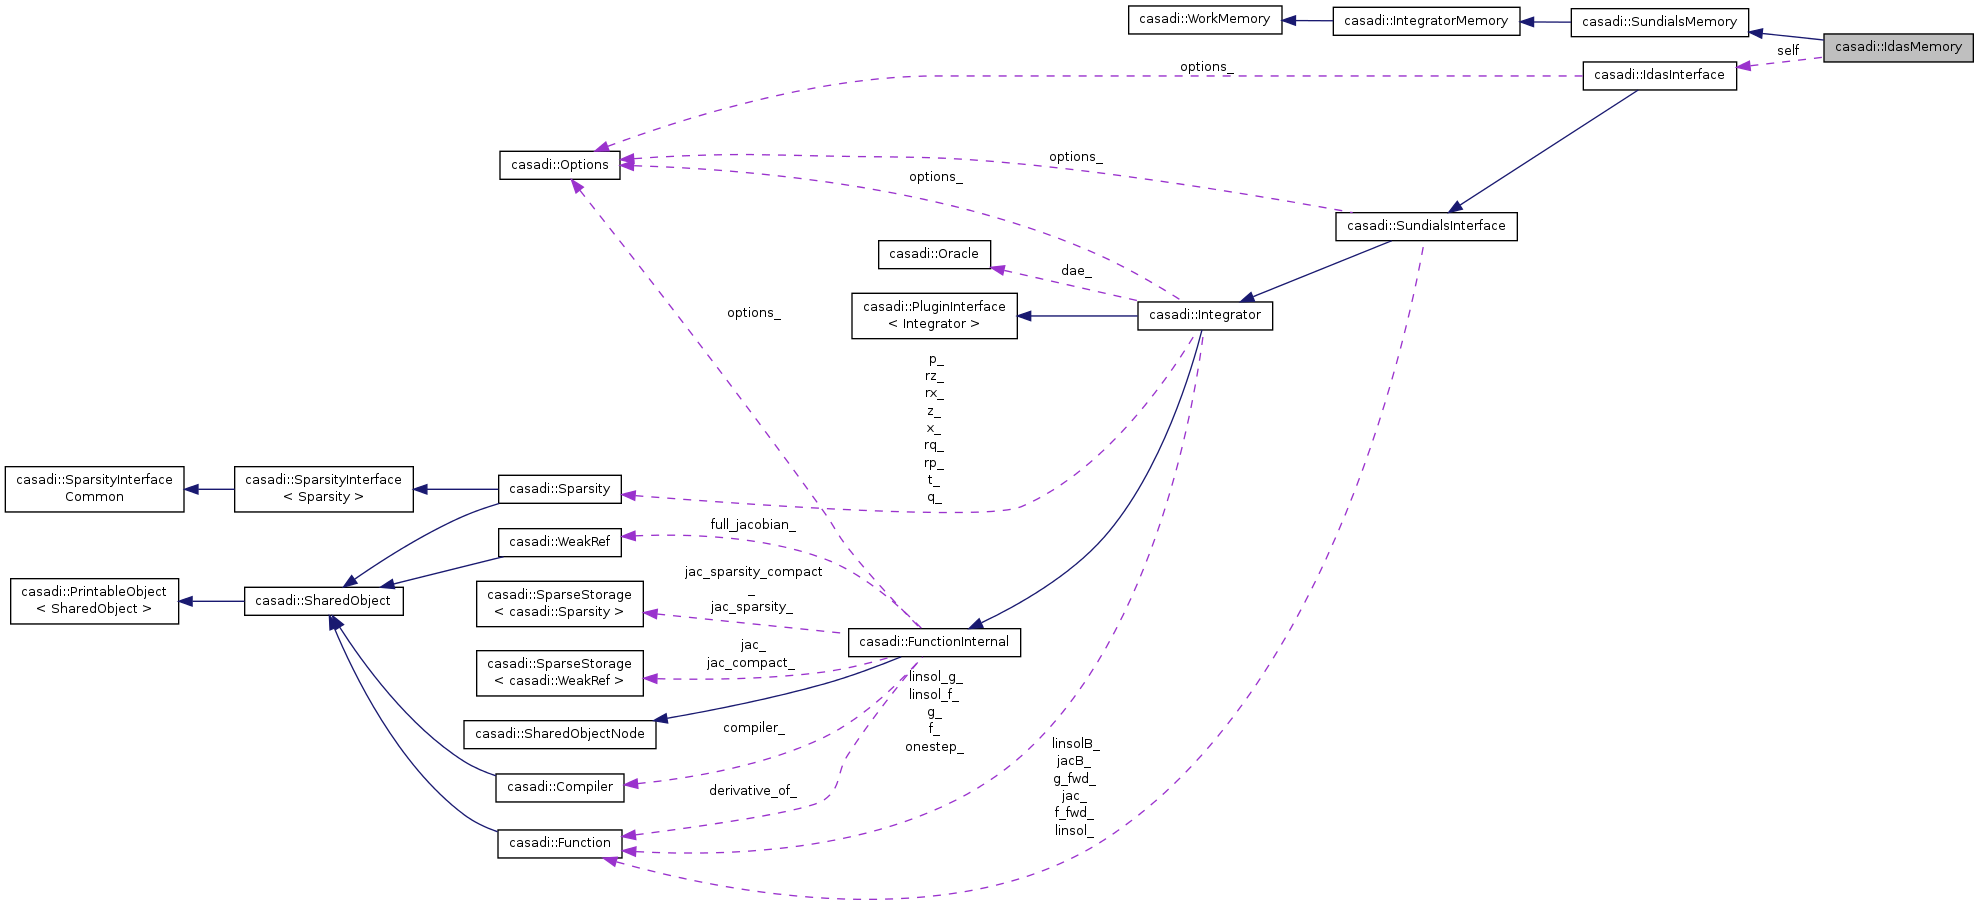 casadi::WorkMemory
casadi::IntegratorMemory
casadi::SundialsMemory
casadi::IdasMemory
self
options_
casadi::IdasInterface
options_
casadi::Options
options_
casadi::SundialsInterface
casadi::Oracle
dae_
casadi::PluginInterface
< Integrator >
casadi::Integrator
options_
p_
rz_
rx_
z_
x_
rq_
rp_
t_
q_
casadi::SparsityInterface
Common
casadi::SparsityInterface
< Sparsity >
casadi::Sparsity
full_jacobian_
casadi::WeakRef
casadi::PrintableObject
< SharedObject >
casadi::SharedObject
casadi::SparseStorage
< casadi::Sparsity >
jac_sparsity_compact
_
jac_sparsity_
casadi::FunctionInternal
casadi::SparseStorage
< casadi::WeakRef >
jac_
jac_compact_
linsol_g_
linsol_f_
g_
f_
onestep_
casadi::SharedObjectNode
compiler_
casadi::Compiler
derivative_of_
linsolB_
jacB_
g_fwd_
jac_
f_fwd_
linsol_
casadi::Function